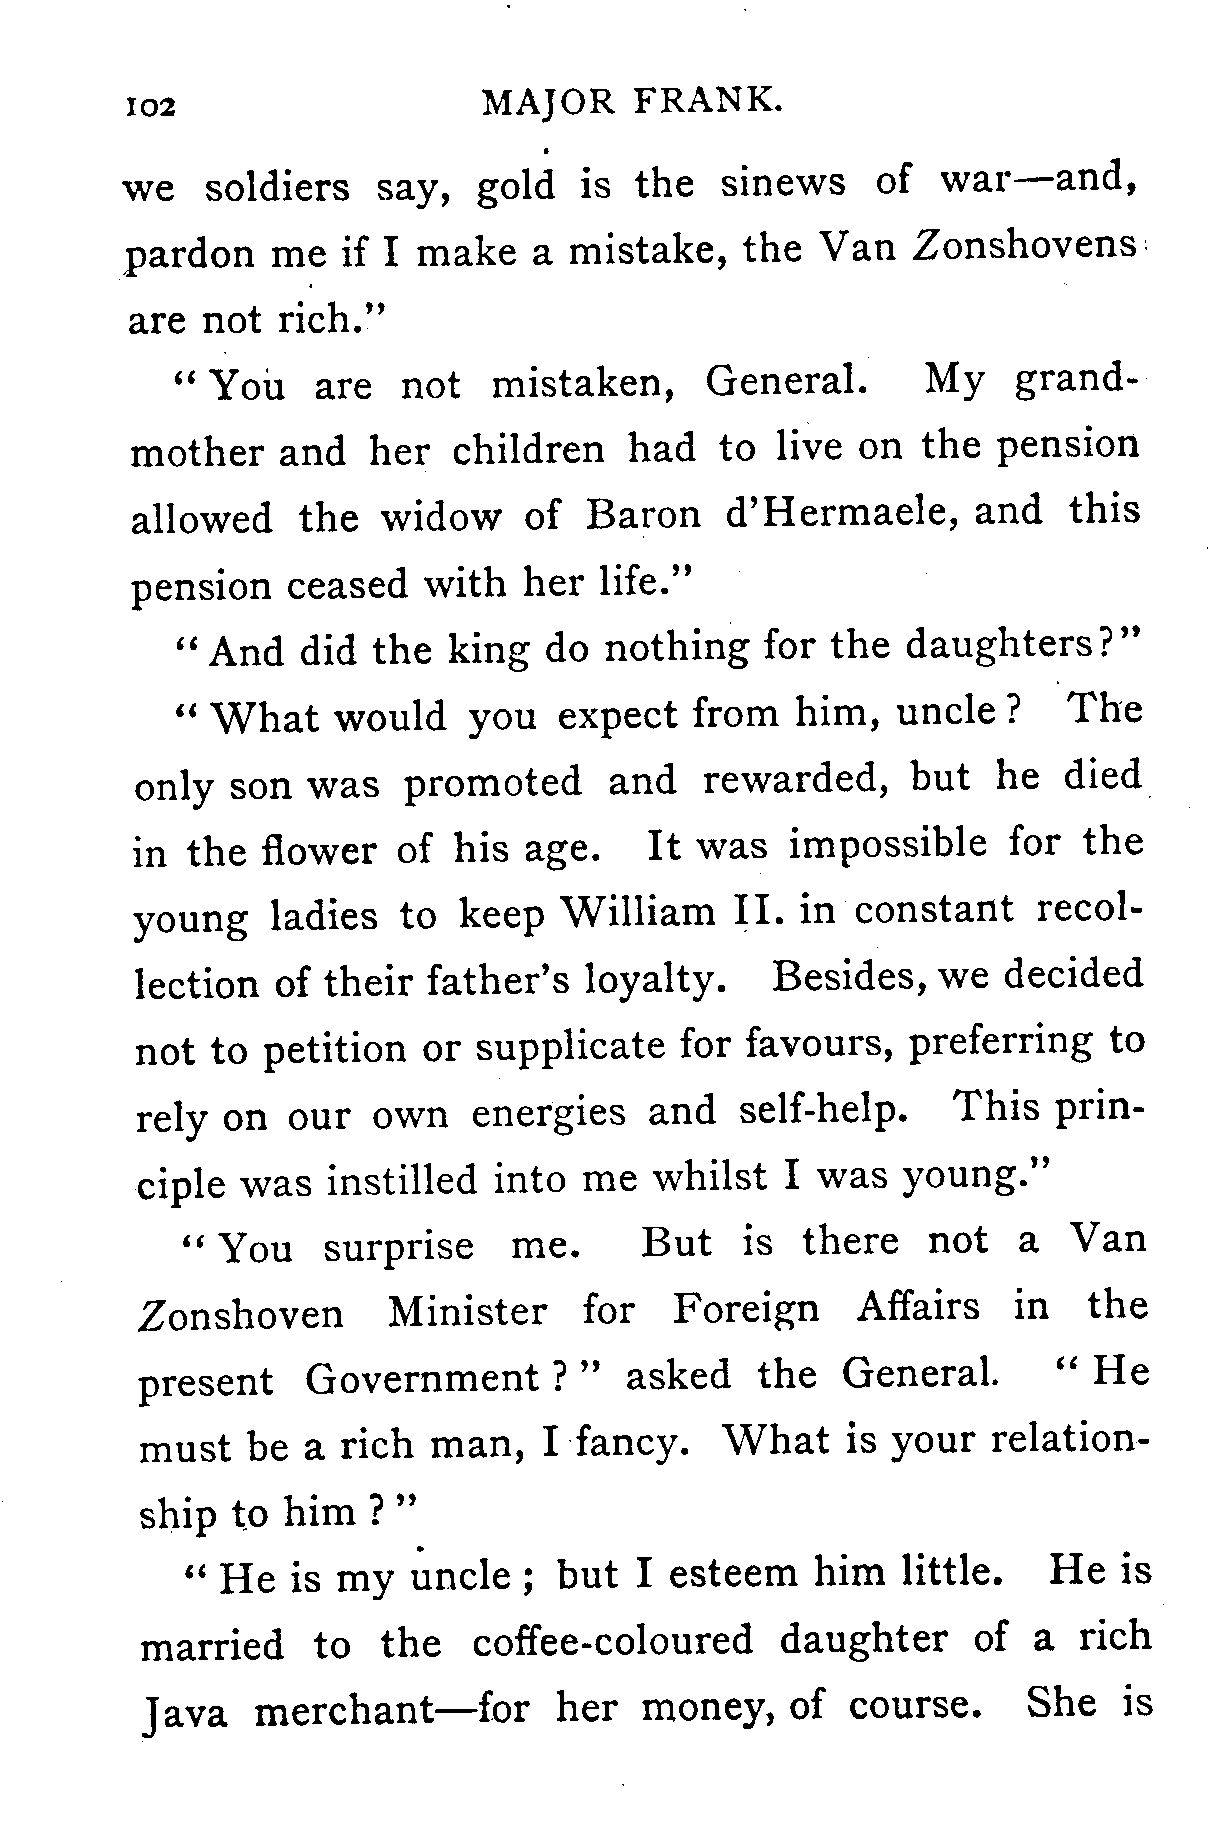 102 MAJOR FRANK.
we soldiers say, gold is the sinews of war—and,
pardon me if I make a mistake, the Van Zonshovens
are not rich."
"You are not mistaken, General. My grand-
mother and her children had to live on the pension
allowed the widow of Baron d'Hermaele, and this
pension ceased with her life."
"And did the king do nothing for the daughters?"
"What would you expect from him, uncle? The
only son was promoted and rewarded, but he died
in the flower of his age. It was impossible for the
young ladies to keep William II. in constant recol-
lection of their father's loyalty. Besides, we decided
not to petition or supplicate for favours, preferring to
rely on our own energies and self-help. This prin-
ciple was instilled into me whilst I was young."
"You surprise me. But is there not a Van
Zonshoven Minister for Foreign Affairs in the
present Government?" asked the General. "He
must be a rich man, I fancy. What is your relation-
ship to him?"
"He is my uncle; but I esteem him little. He is
married to the coffee-coloured daughter of a rich
Java merchant—for her money, of course. She is